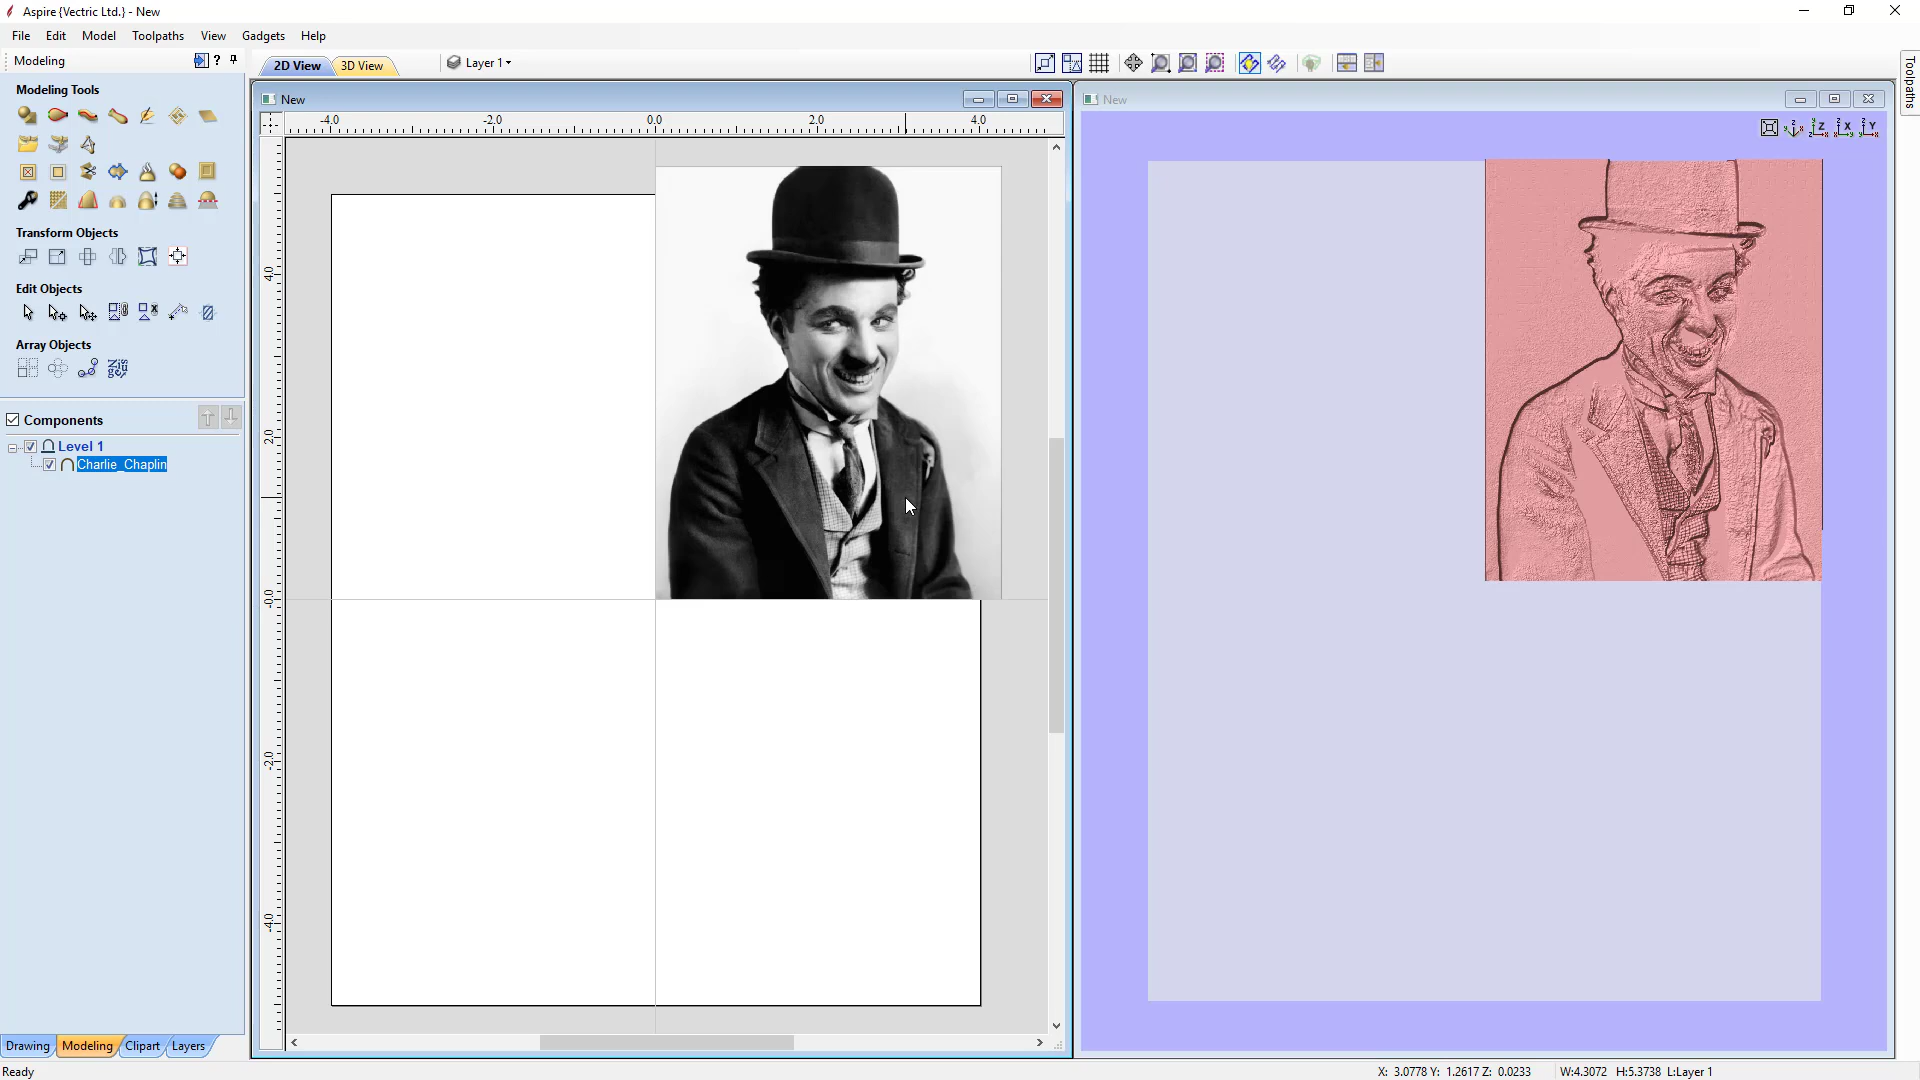 Aspire {Vectric Ltd.} - New
File Edit Model Toolpaths View Gadgets Help
Modeling ?
2D View 3D View Layer 1
Toolpaths
Modeling Tools
New
New
-4.0 -2.0 0.0 2.0 4.0
Z X Y
4.0
2.0
-0.0
-2.0
-4.0
Transform Objects
Edit Objects
Array Objects
Components
Level 1
Charlie_Chaplin
Drawing Modeling Clipart Layers
Ready
X: 3.0778 Y: 1.2617 Z: 0.0233 W:4.3072 H:5.3738 L:Layer 1